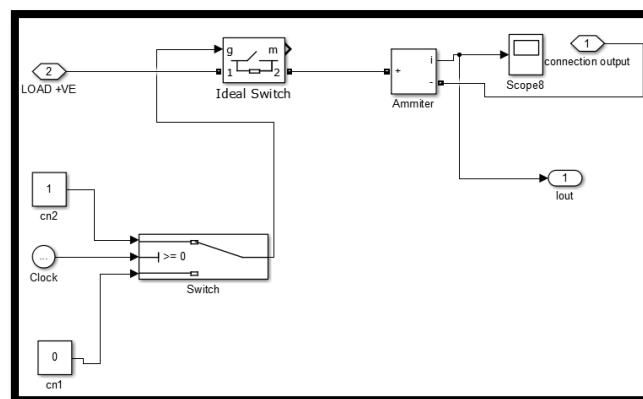 g m
1 2
Ideal Switch
2
LOAD +VE
+ i
-
Ammiter
Scope8
1
connection output
1
Iout
1
cn2
...
Clock
>= 0
Switch
0
cn1